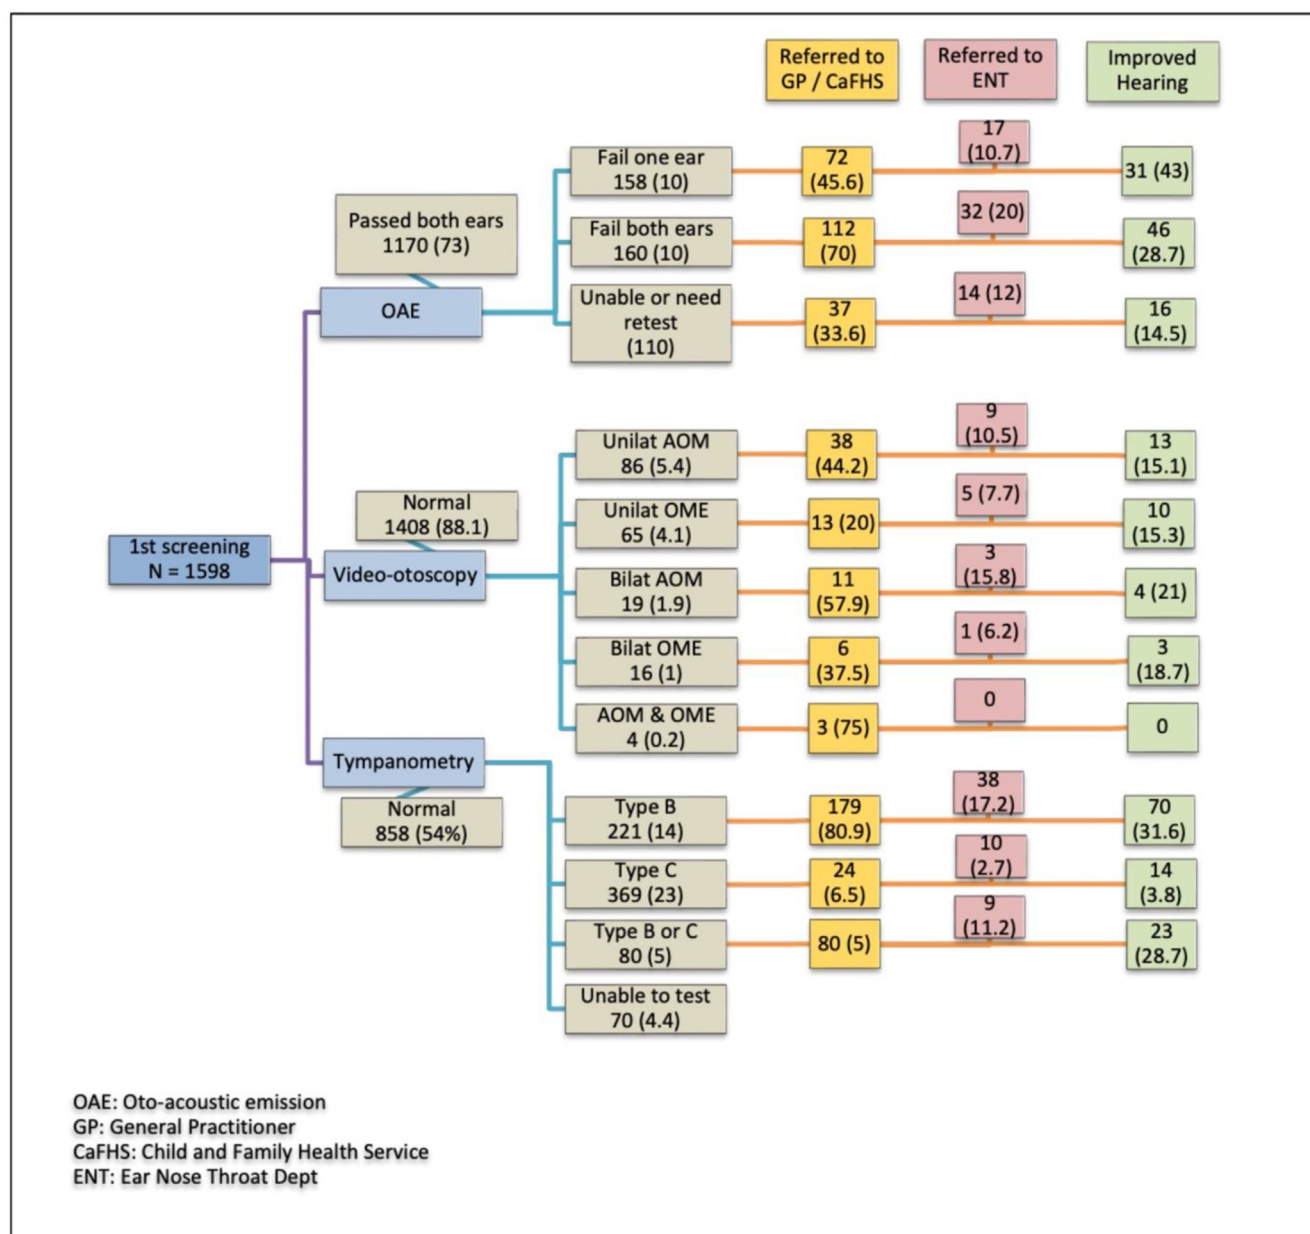 Referred to
GP / CaFHS
Referred to
ENT
Improved
Hearing
Passed both ears
1170 (73)
OAE
Fail one ear
158 (10)
72
(45.6)
17
(10.7)
31 (43)
Fail both ears
160 (10)
112
(70)
32 (20)
46
(28.7)
Unable or need
retest
(110)
37
(33.6)
14 (12)
16
(14.5)
1st screening
N = 1598
Normal
1408 (88.1)
Video-otoscopy
Unilat AOM
86 (5.4)
38
(44.2)
9
(10.5)
13
(15.1)
Unilat OME
65 (4.1)
13 (20)
5 (7.7)
10
(15.3)
Bilat AOM
19 (1.9)
11
(57.9)
3
(15.8)
4 (21)
Bilat OME
16 (1)
6
(37.5)
1 (6.2)
3
(18.7)
AOM & OME
4 (0.2)
3 (75)
0
0
Tympanometry
Normal
858 (54%)
Type B
221 (14)
179
(80.9)
38
(17.2)
70
(31.6)
Type C
369 (23)
24
(6.5)
10
(2.7)
14
(3.8)
Type B or C
80 (5)
80 (5)
9
(11.2)
23
(28.7)
Unable to test
70 (4.4)
OAE: Oto-acoustic emission
GP: General Practitioner
CaFHS: Child and Family Health Service
ENT: Ear Nose Throat Dept